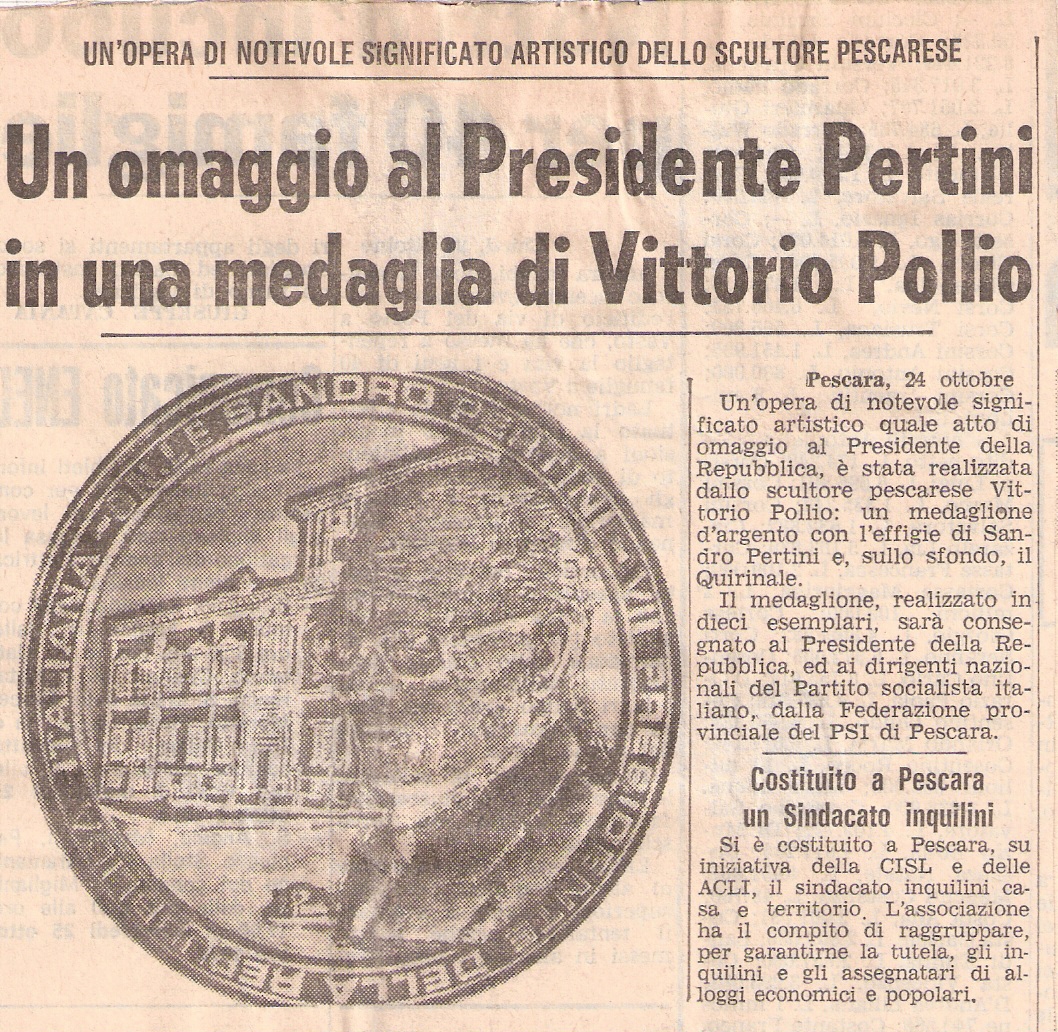 UN'OPERA DI NOTEVOLE SIGNIFICATO ARTISTICO DELLO SCULTORE PESCARESE
Un omaggio al Presidente Pertini
in una medaglia di Vittorio Pollio
SANDRO PERTINI - VII PRESIDENTE DELLA REPUBBLICA ITALIANA
Pescara, 24 ottobre
Un'opera di notevole signi-
ficato artistico quale atto di
omaggio al Presidente della
Repubblica, è stata realizzata
dallo scultore pescarese Vit-
torio Pollio: un medaglione
d'argento con l'effigie di San-
dro Pertini e, sullo sfondo, il
Quirinale.
Il medaglione, realizzato in
dieci esemplari, sarà conse-
gnato al Presidente della Re-
pubblica, ed ai dirigenti nazio-
nali del Partito socialista ita-
liano, dalla Federazione pro-
vinciale del PSI di Pescara.
Costituito a Pescara
un Sindacato inquilini
Si è costituito a Pescara, su
iniziativa della CISL e delle
ACLI, il sindacato inquilini ca-
sa e territorio. L'associazione
ha il compito di raggruppare,
per garantirne la tutela, gli in-
quilini e gli assegnatari di al-
loggi economici e popolari.